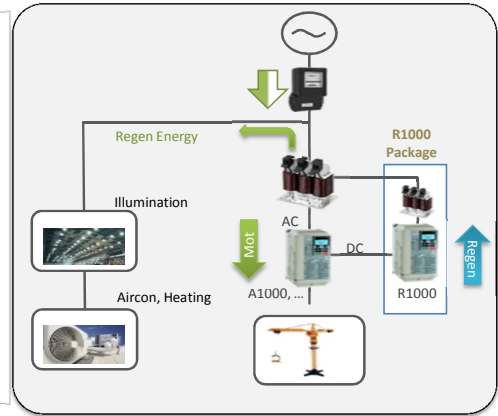 Regen Energy
R1000
Package
Illumination
AC
Mot
DC
Regen
Aircon, Heating
A1000, ...
R1000